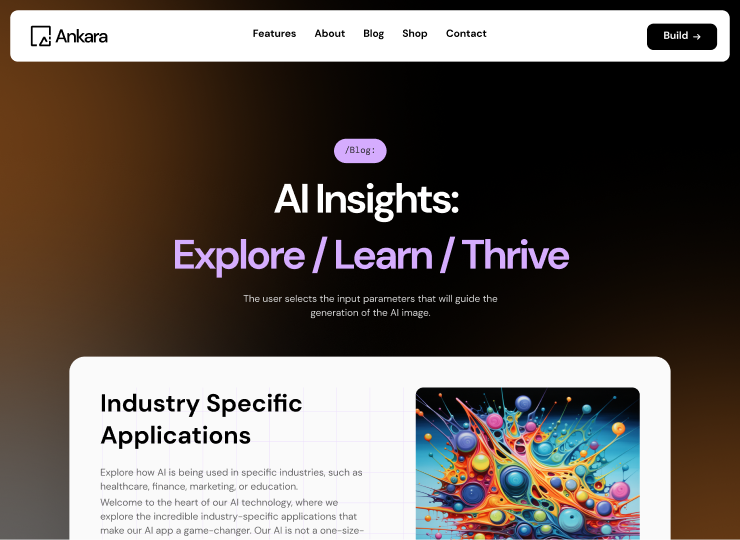 Ankara
Features About Blog Shop Contact
Build →
/Blog:
AI Insights:
Explore / Learn / Thrive
The user selects the input parameters that will guide the
generation of the AI image.
Industry Specific
Applications
Explore how AI is being used in specific industries, such as
healthcare, finance, marketing, or education.
Welcome to the heart of our AI technology, where we
explore the incredible industry-specific applications that
make our AI app a game-changer. Our AI is not a one-size-